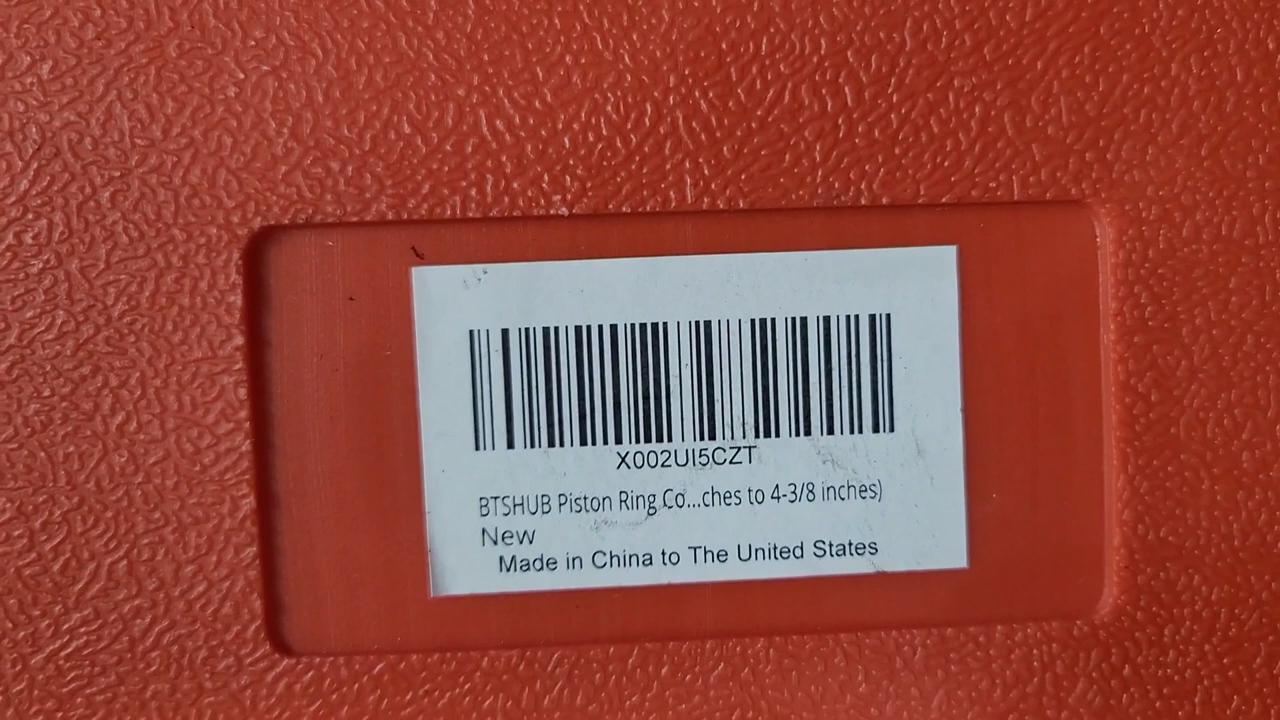 X002UI5CZT
BTSHUB Piston Ring Co...ches to 4-3/8 inches)
New
Made in China to The United States